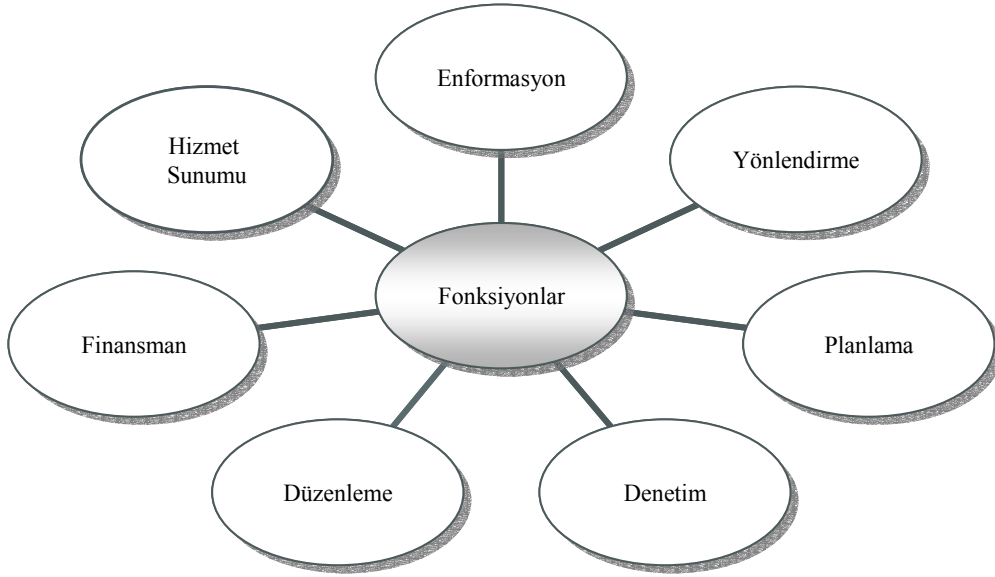 Enformasyon
Hizmet
Sunumu
Yönlendirme
Fonksiyonlar
Finansman
Planlama
Düzenleme
Denetim